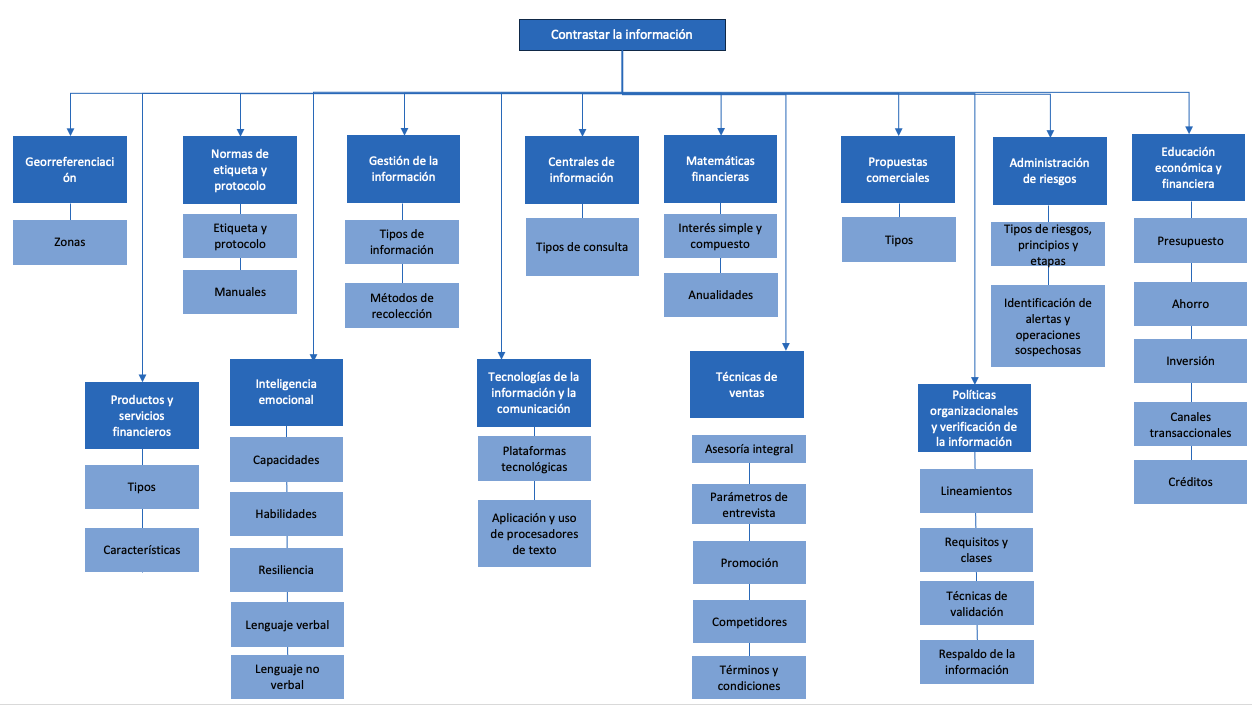 Contrastar la información
Georreferenciaci
ón
Zonas
Normas de
etiqueta y
protocolo
Etiqueta y
protocolo
Manuales
Gestión de la
información
Tipos de
información
Métodos de
recolección
Centrales de
información
Tipos de consulta
Matemáticas
financieras
Interés simple y
compuesto
Anualidades
Propuestas
comerciales
Tipos
Administración
de riesgos
Tipos de riesgos,
principios y
etapas
Identificación de
alertas y
operaciones
sospechosas
Educación
económica y
financiera
Presupuesto
Ahorro
Inversión
Canales
transaccionales
Créditos
Productos y
servicios
financieros
Tipos
Características
Inteligencia
emocional
Capacidades
Habilidades
Resiliencia
Lenguaje verbal
Lenguaje no
verbal
Tecnologías de la
información y la
comunicación
Plataformas
tecnológicas
Aplicación y uso
de procesadores
de texto
Técnicas de
ventas
Asesoría integral
Parámetros de
entrevista
Promoción
Competidores
Términos y
condiciones
Políticas
organizacionales
y verificación de
la información
Lineamientos
Requisitos y
clases
Técnicas de
validación
Respaldo de la
información